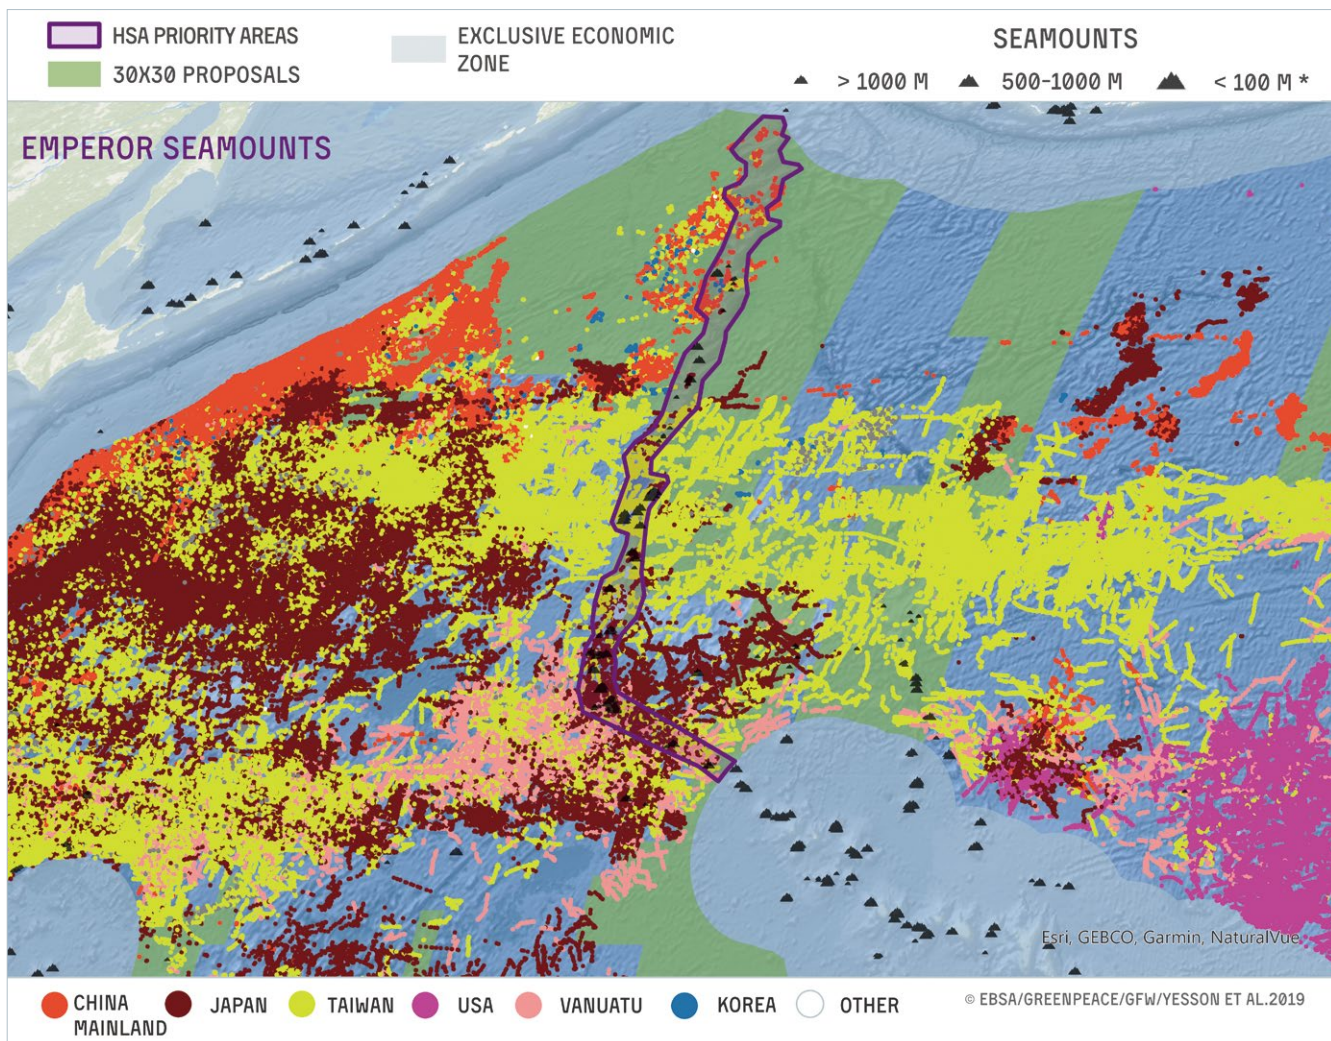 HSA PRIORITY AREAS
30X30 PROPOSALS
EXCLUSIVE ECONOMIC
ZONE
SEAMOUNTS
> 1000 M
500-1000 M
< 100 M *
EMPEROR SEAMOUNTS
Esri, GEBCO, Garmin, NaturalVue
CHINA
MAINLAND
JAPAN
TAIWAN
USA
VANUATU
KOREA
OTHER
© EBSA/GREENPEACE/GFW/YESSON ET AL.2019